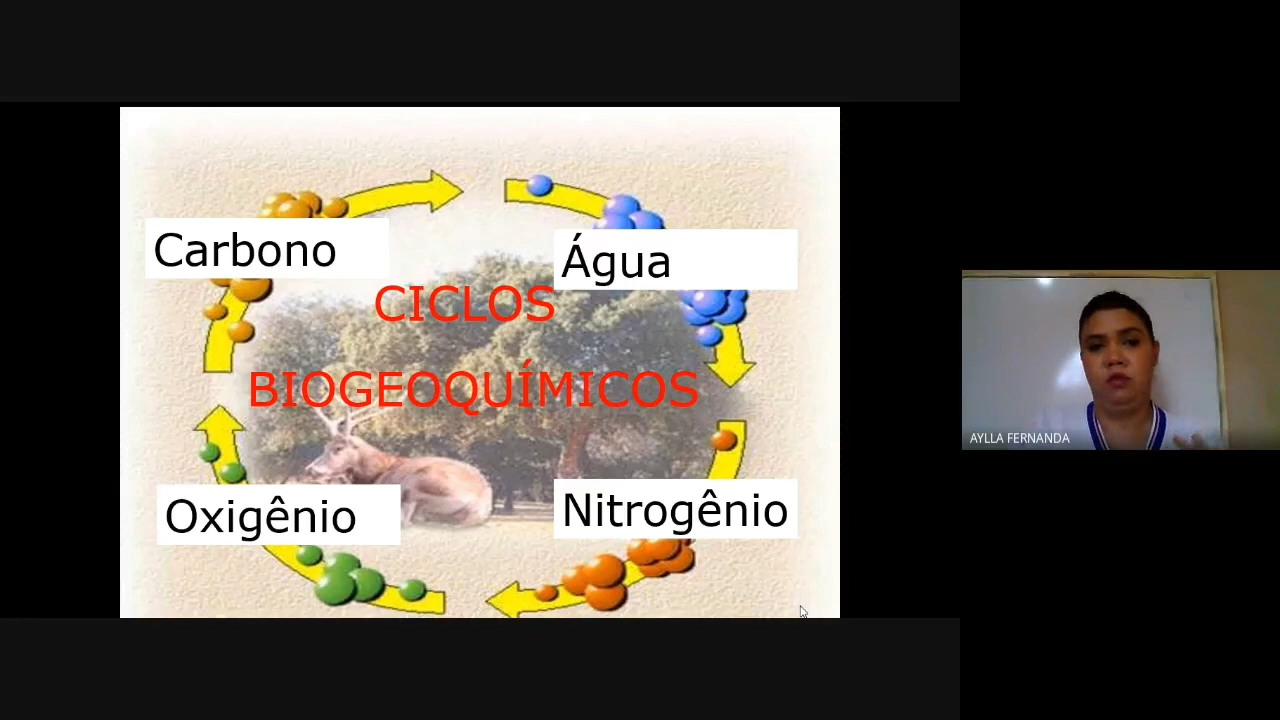 Carbono
Água
CICLOS
BIOGEOQUÍMICOS
Oxigênio
Nitrogênio
AYLLA FERNANDA